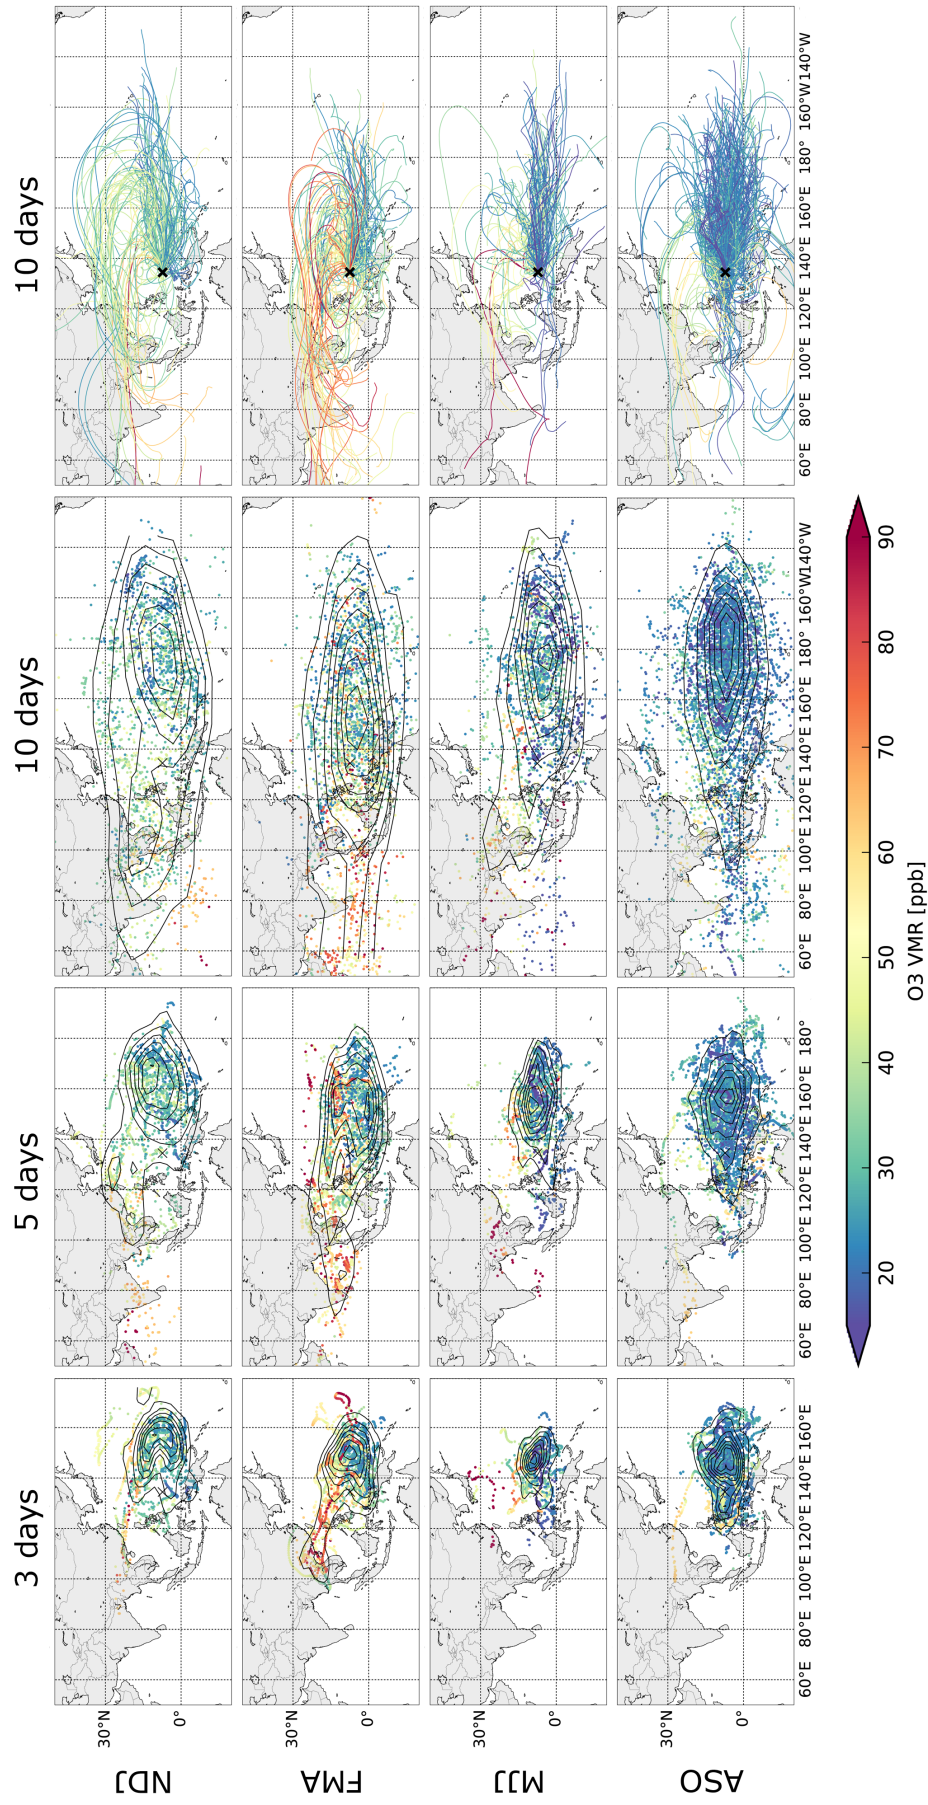 3 days
5 days
10 days
10 days
NDJ
30°N
0°
FMA
30°N
0°
MJJ
30°N
0°
ASO
30°N
0°
60°E 80°E 100°E 120°E 140°E 160°E
60°E 80°E 100°E 120°E 140°E 160°E 180°
60°E 80°E 100°E 120°E 140°E 160°E 180° 160°W 140°W
60°E 80°E 100°E 120°E 140°E 160°E 180° 160°W 140°W
20 30 40 50 60 70 80 90
O3 VMR [ppb]